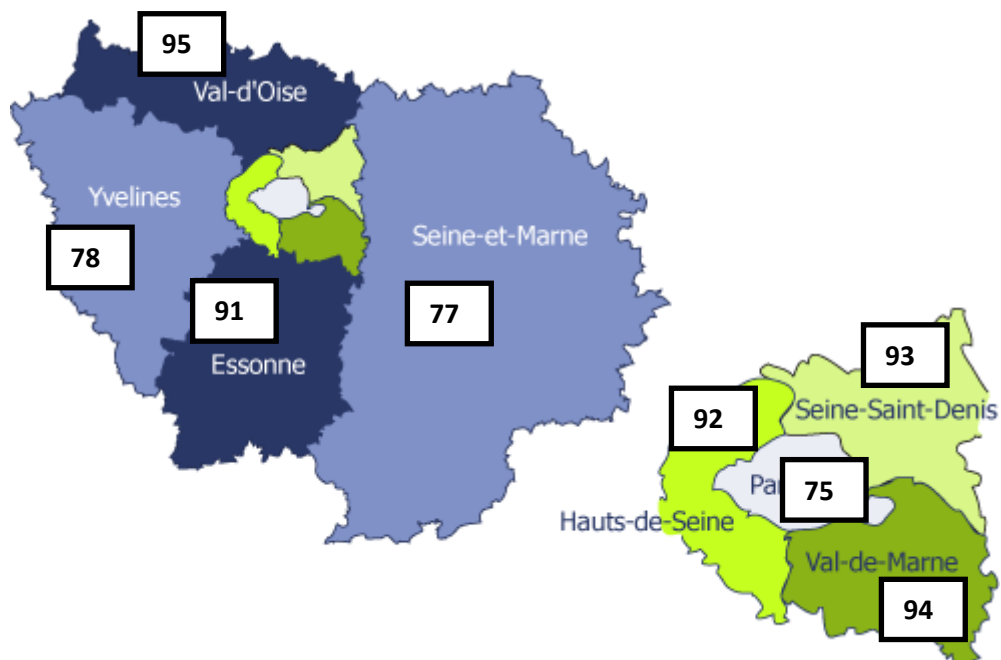 95
Val-d'Oise
Yvelines
Seine-et-Marne
78
91
77
Essonne
93
92
Seine-Saint-Denis
75
Hauts-de-Seine
Val-de-Marne
94